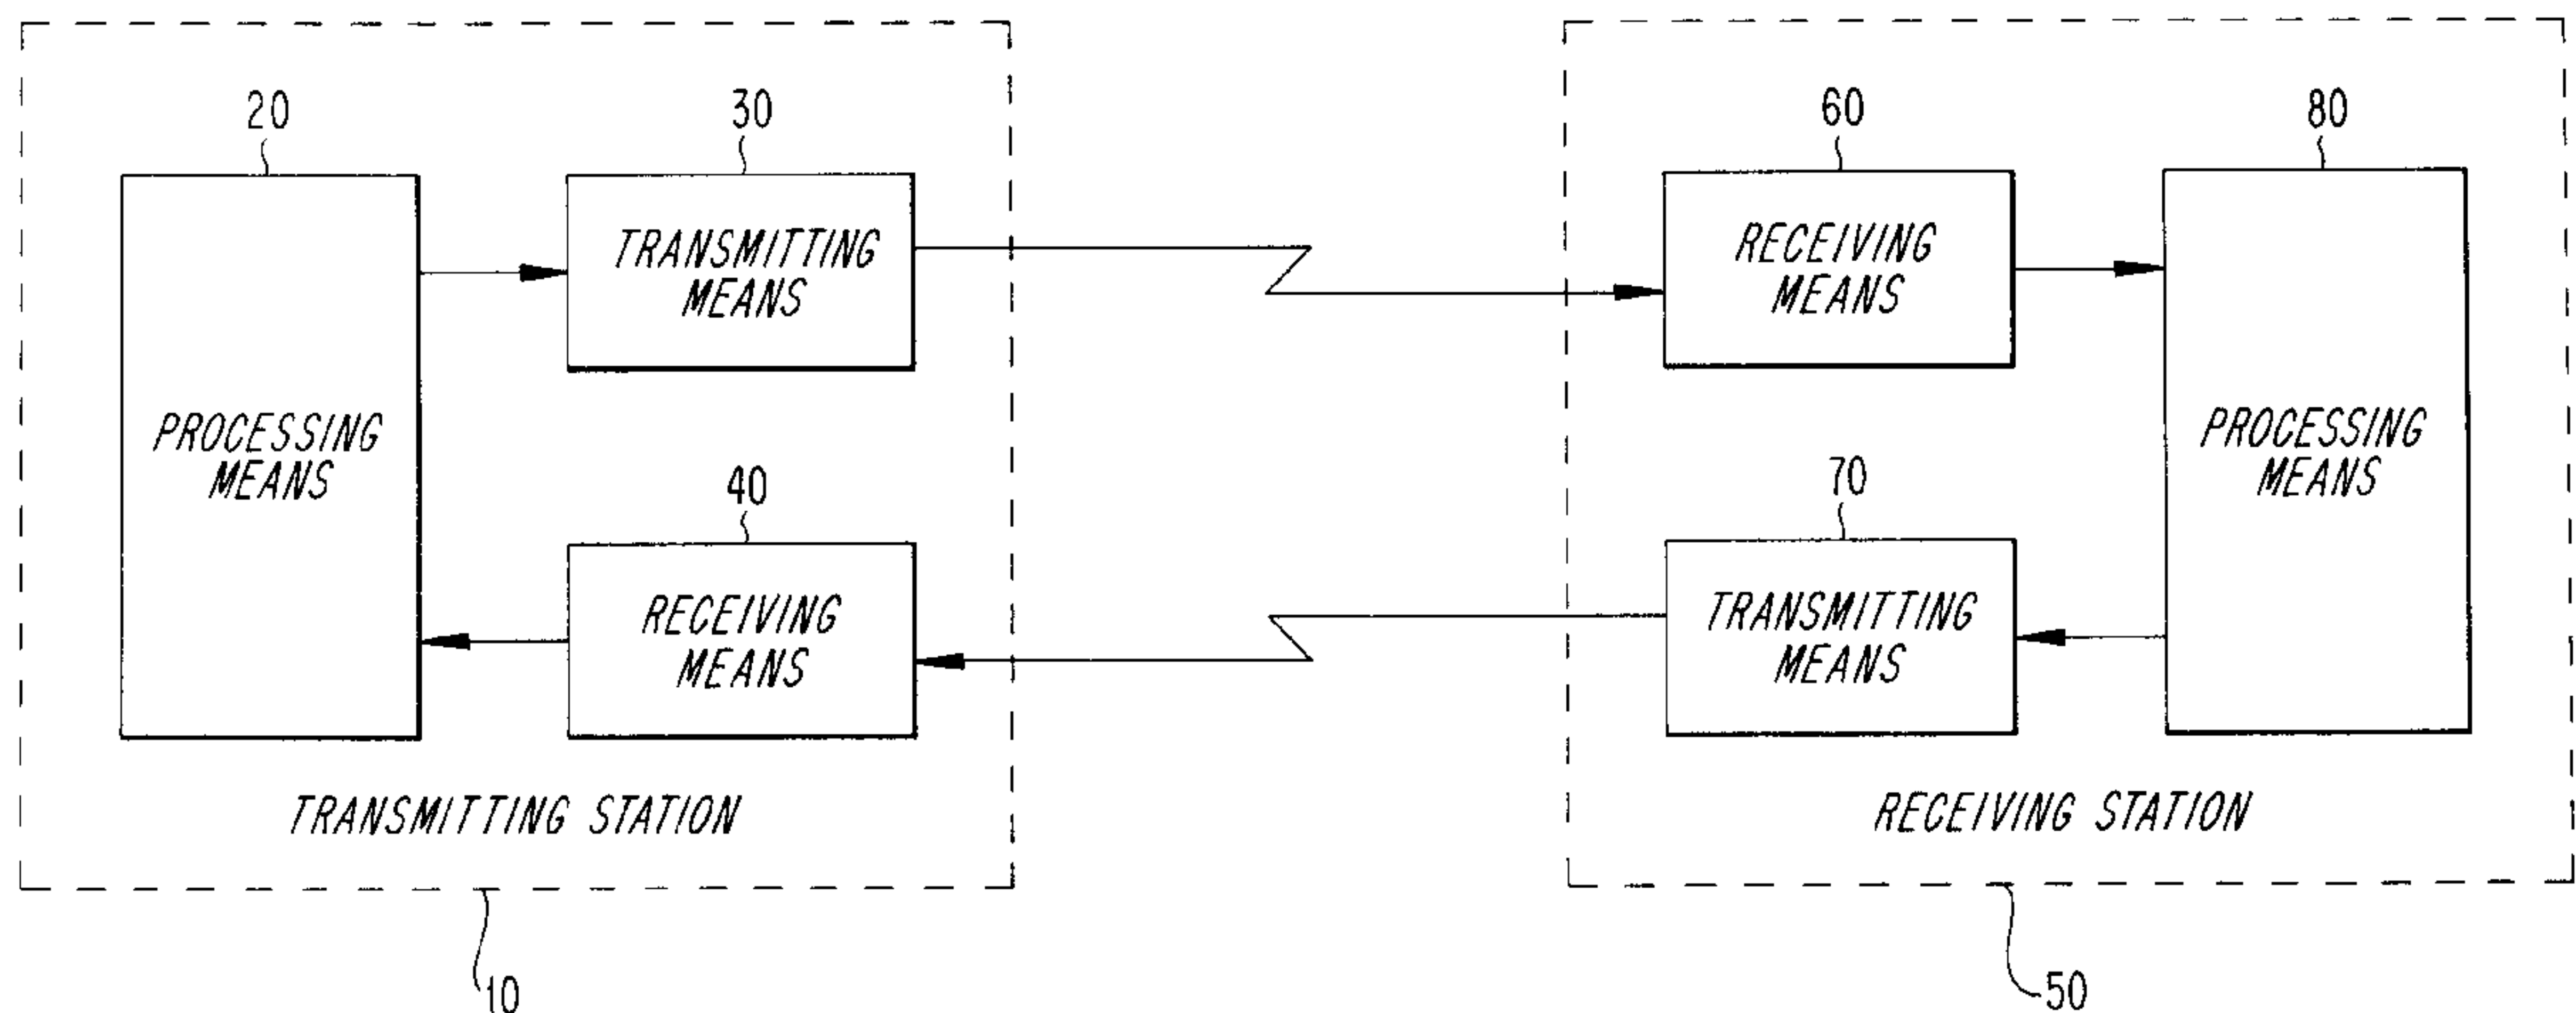 20
30
60
80
TRANSMITTING
MEANS
RECEIVING
MEANS
PROCESSING
MEANS
PROCESSING
MEANS
40
70
RECEIVING
MEANS
TRANSMITTING
MEANS
TRANSMITTING STATION
RECEIVING STATION
10
50